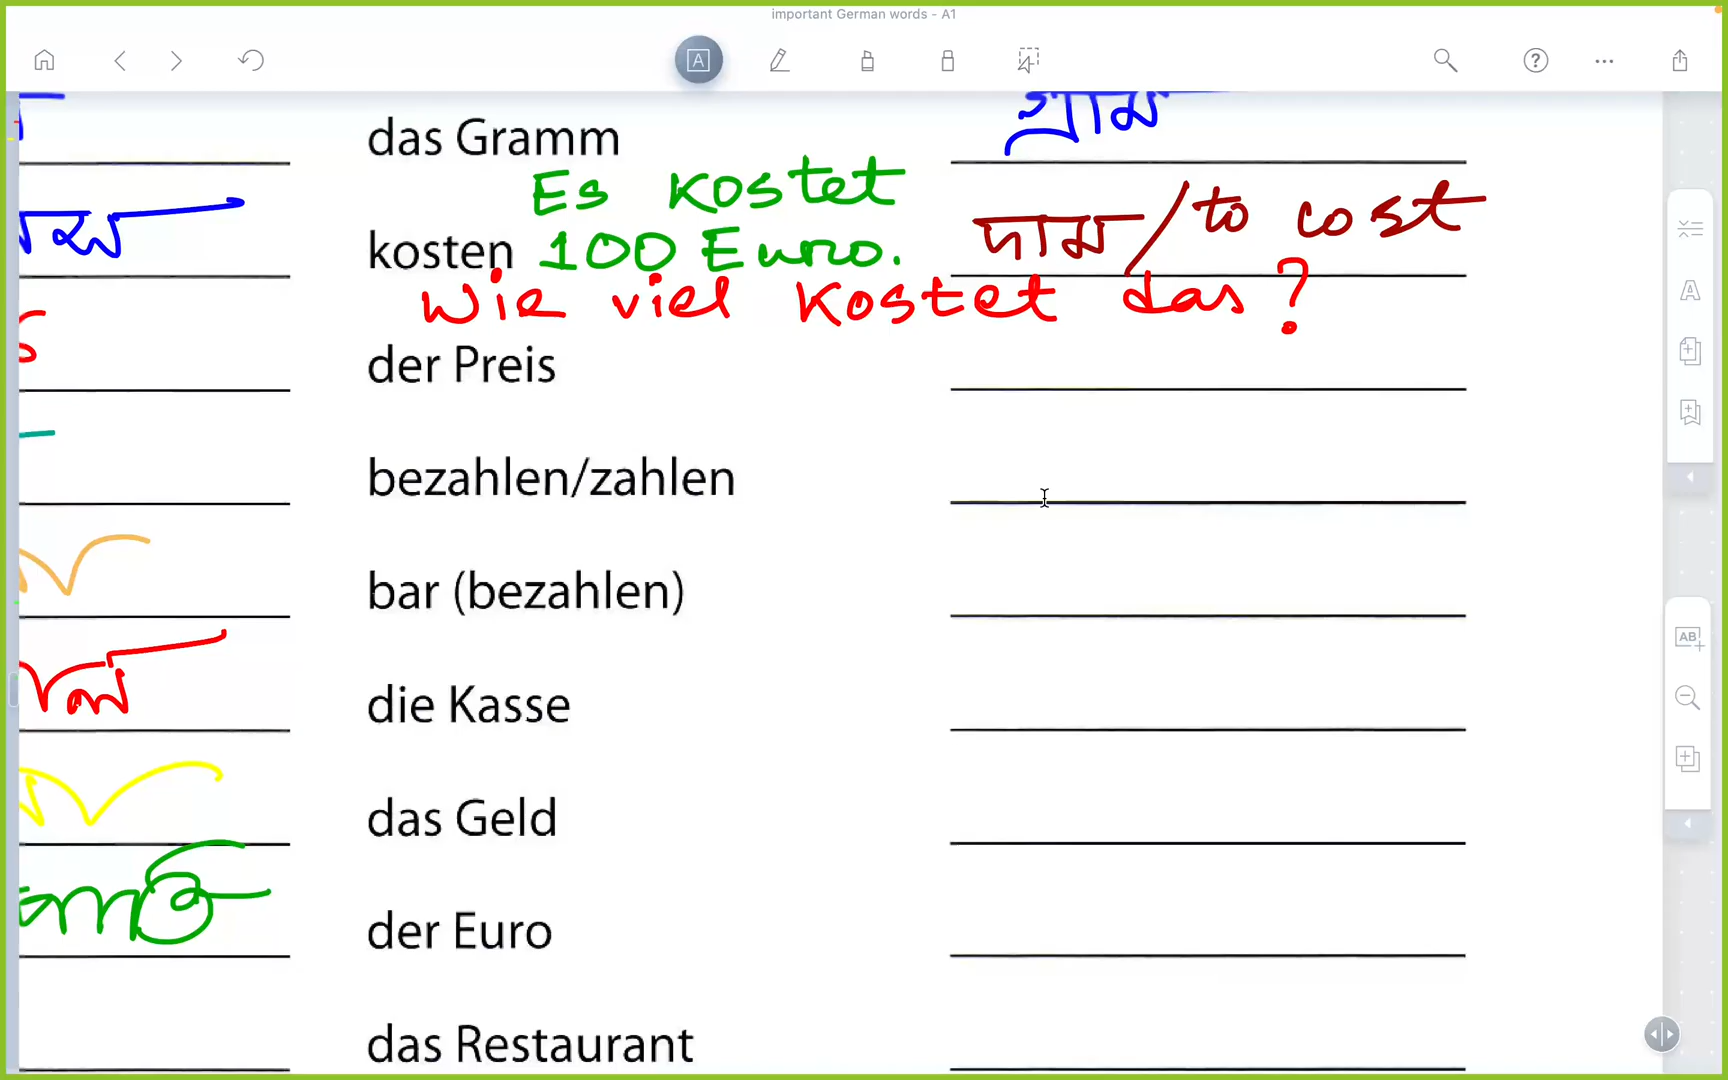 important German words - A1
das Gramm
গ্রাম
Es kostet
kosten 100 Euro.
দাম/to cost
Wie viel kostet das?
der Preis
bezahlen/zahlen
bar (bezahlen)
die Kasse
das Geld
der Euro
das Restaurant